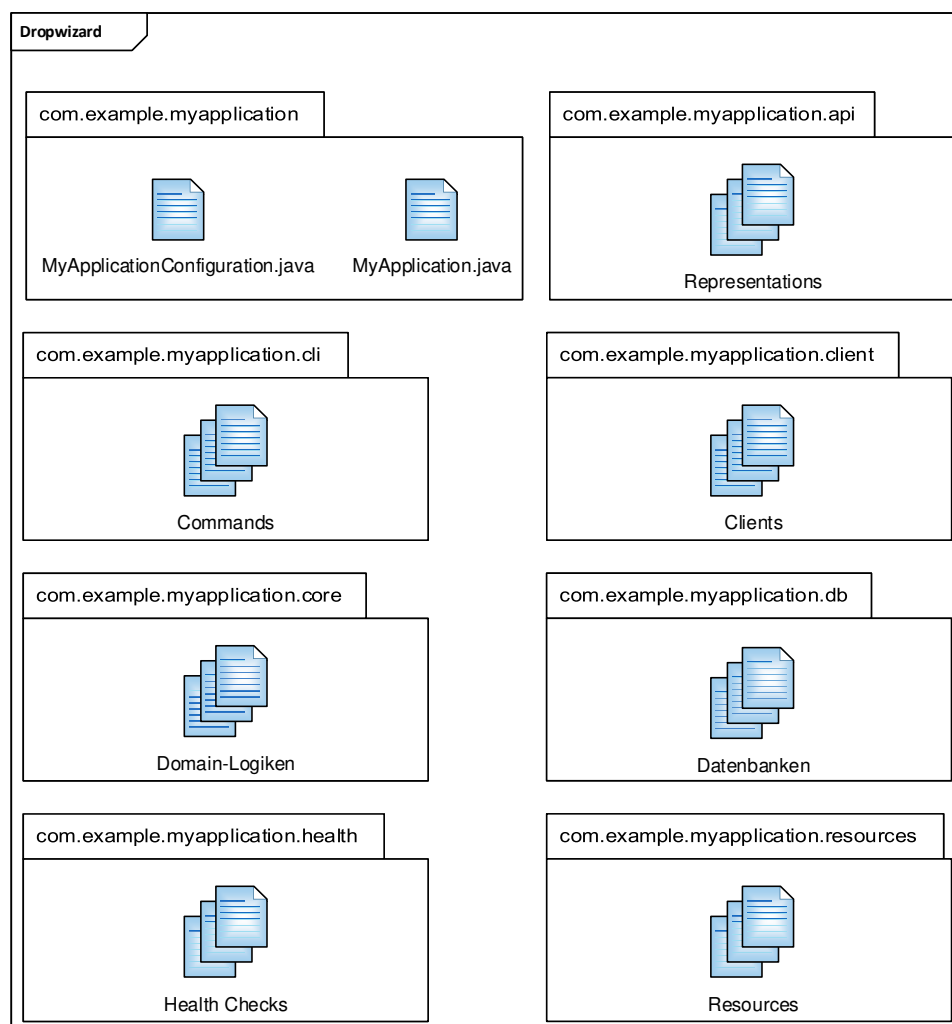 Dropwizard
com.example.myapplication
com.example.myapplication.api
MyApplicationConfiguration.java
MyApplication.java
Representations
com.example.myapplication.cli
com.example.myapplication.client
Commands
Clients
com.example.myapplication.core
com.example.myapplication.db
Domain-Logiken
Datenbanken
com.example.myapplication.health
com.example.myapplication.resources
Health Checks
Resources